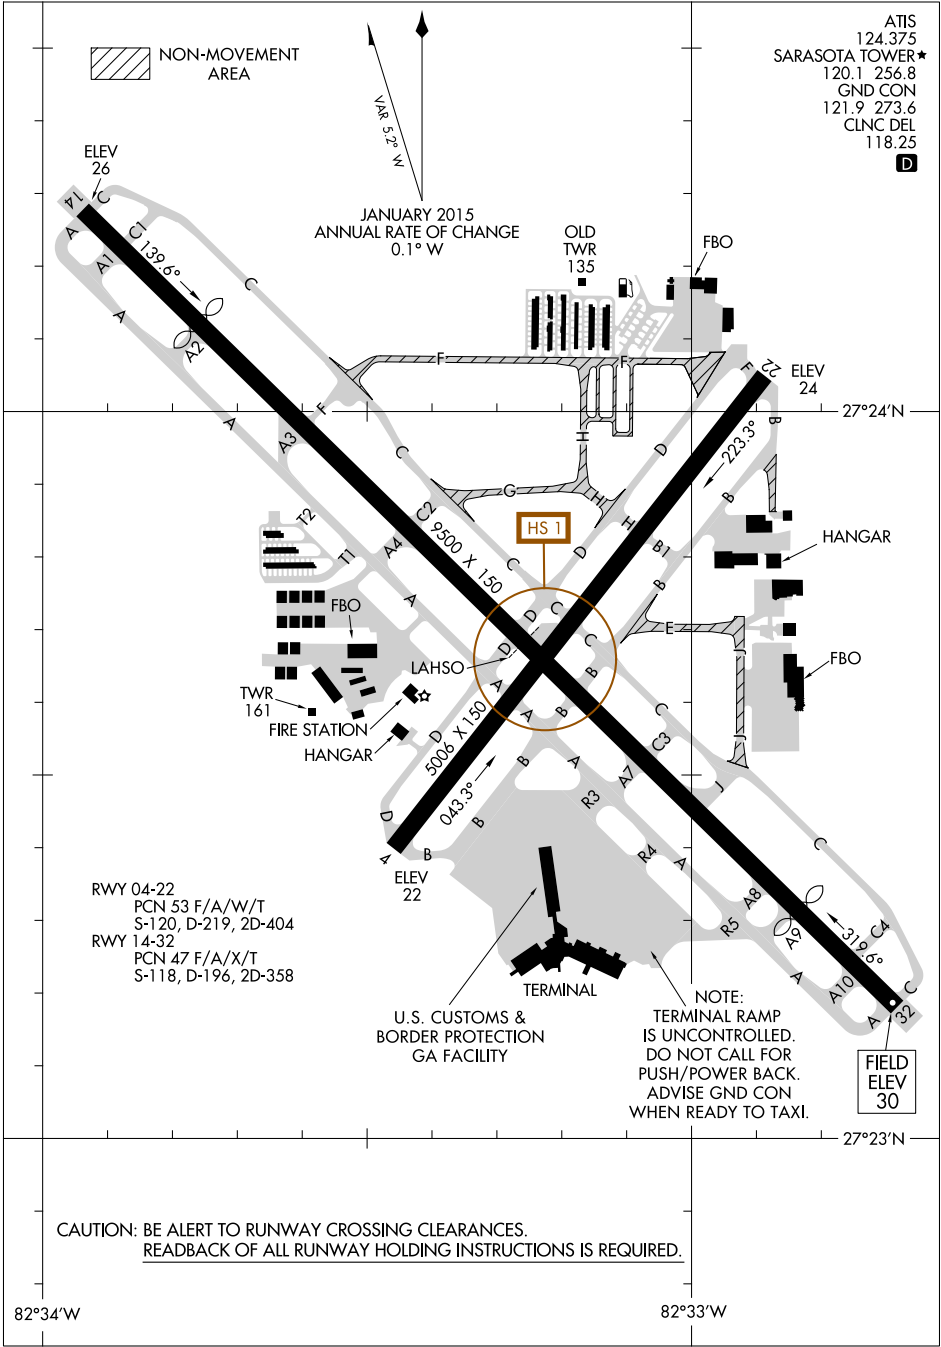 ATIS
124.375
SARASOTA TOWER★
120.1 256.8
GND CON
121.9 273.6
CLNC DEL
118.25
D
NON-MOVEMENT
AREA
VAR 5.2° W
JANUARY 2015
ANNUAL RATE OF CHANGE
0.1° W
ELEV
26
14
C
A
C1
A1
139.6°
C
A
A2
OLD
TWR
135
FBO
F
F
F
22
ELEV
24
27°24'N
F
A
A3
H
D
223.3°
B
C
G
H
B
T2
C2
H
HS 1
9500 X 150
A4
T1
C
D
B1
HANGAR
B
A
FBO
D
C
C
E
J
D
LAHSO
B
FBO
A
A
B
C
TWR
161
FIRE STATION
HANGAR
D
5006 X 150
C3
J
B
A
A7
J
043.3°
R3
D
B
4
B
ELEV
22
R4
A
C
A8
R5
A9
319.6°
C4
A
A10
C
A
32
RWY 04-22
PCN 53 F/A/W/T
S-120, D-219, 2D-404
RWY 14-32
PCN 47 F/A/X/T
S-118, D-196, 2D-358
TERMINAL
U.S. CUSTOMS &
BORDER PROTECTION
GA FACILITY
NOTE:
TERMINAL RAMP
IS UNCONTROLLED.
DO NOT CALL FOR
PUSH/POWER BACK.
ADVISE GND CON
WHEN READY TO TAXI.
FIELD
ELEV
30
27°23'N
CAUTION: BE ALERT TO RUNWAY CROSSING CLEARANCES.
READBACK OF ALL RUNWAY HOLDING INSTRUCTIONS IS REQUIRED.
82°34'W
82°33'W